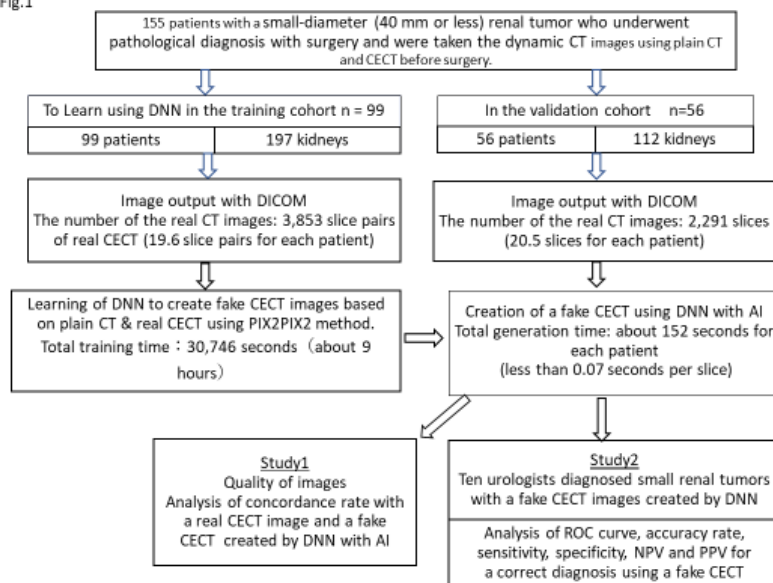 Fig.1
155 patients with a small-diameter (40 mm or less) renal tumor who underwent
pathological diagnosis with surgery and were taken the dynamic CT images using plain CT
and CECT before surgery.
To Learn using DNN in the training cohort n = 99
99 patients
197 kidneys
In the validation cohort n=56
56 patients
112 kidneys
Image output with DICOM
The number of the real CT images: 3,853 slice pairs
of real CECT (19.6 slice pairs for each patient)
Image output with DICOM
The number of the real CT images: 2,291 slices
(20.5 slices for each patient)
Learning of DNN to create fake CECT images based
on plain CT & real CECT using PIX2PIX2 method.
Total training time：30,746 seconds（about 9
hours）
Creation of a fake CECT using DNN with AI
Total generation time: about 152 seconds for
each patient
(less than 0.07 seconds per slice)
Study1
Quality of images
Analysis of concordance rate with
a real CECT image and a fake
CECT created by DNN with AI
Study2
Ten urologists diagnosed small renal tumors
with a fake CECT images created by DNN
Analysis of ROC curve, accuracy rate,
sensitivity, specificity, NPV and PPV for
a correct diagnosis using a fake CECT